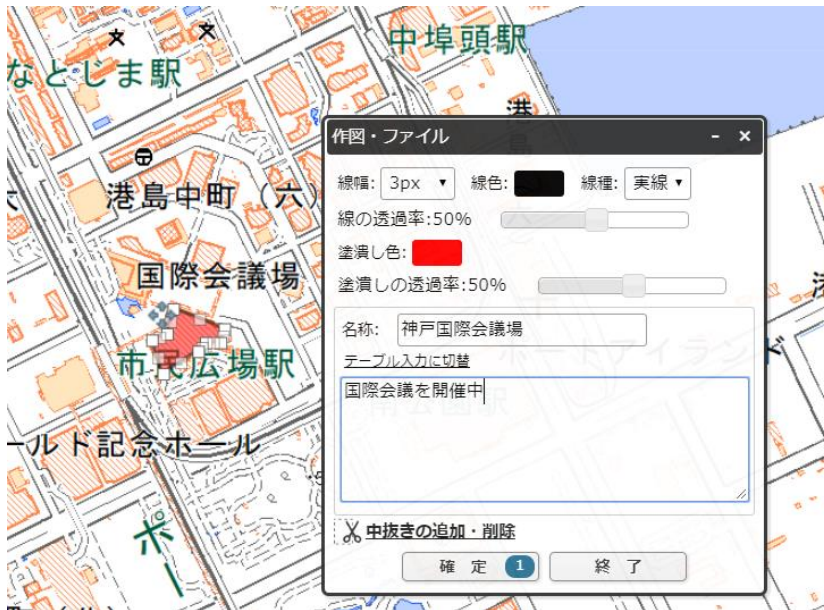 中埠頭駅
なとじま駅
港
島
港島中町（六）
国際会議場
市民広場駅
ールド記念ホール
ポ
ー
作図・ファイル - ×
線幅: 3px ▼ 線色: 線種: 実線 ▼
線の透過率:50%
塗潰し色:
塗潰しの透過率:50%
名称: 神戸国際会議場
テーブル入力に切替
ポートアイランド
国際会議を開催中
南公園駅
中抜きの追加・削除
確 定 1 終 了